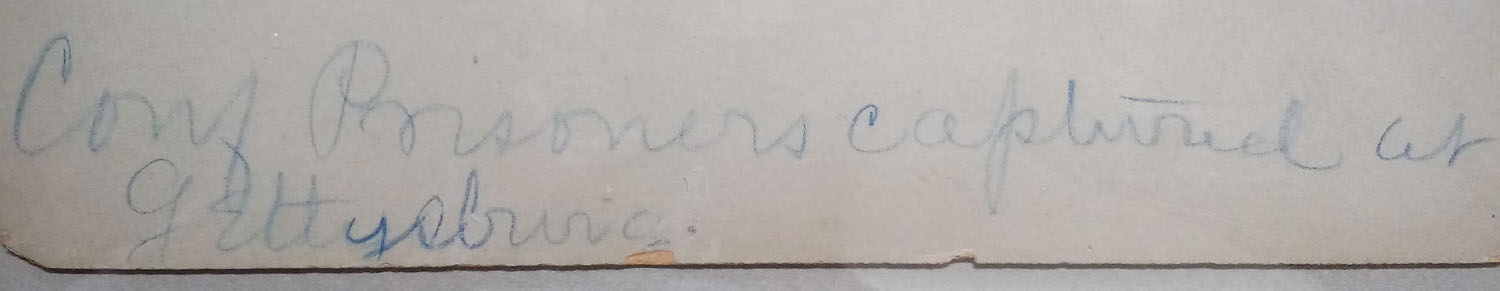 Conf Prisoners captured at
Gettysburg.